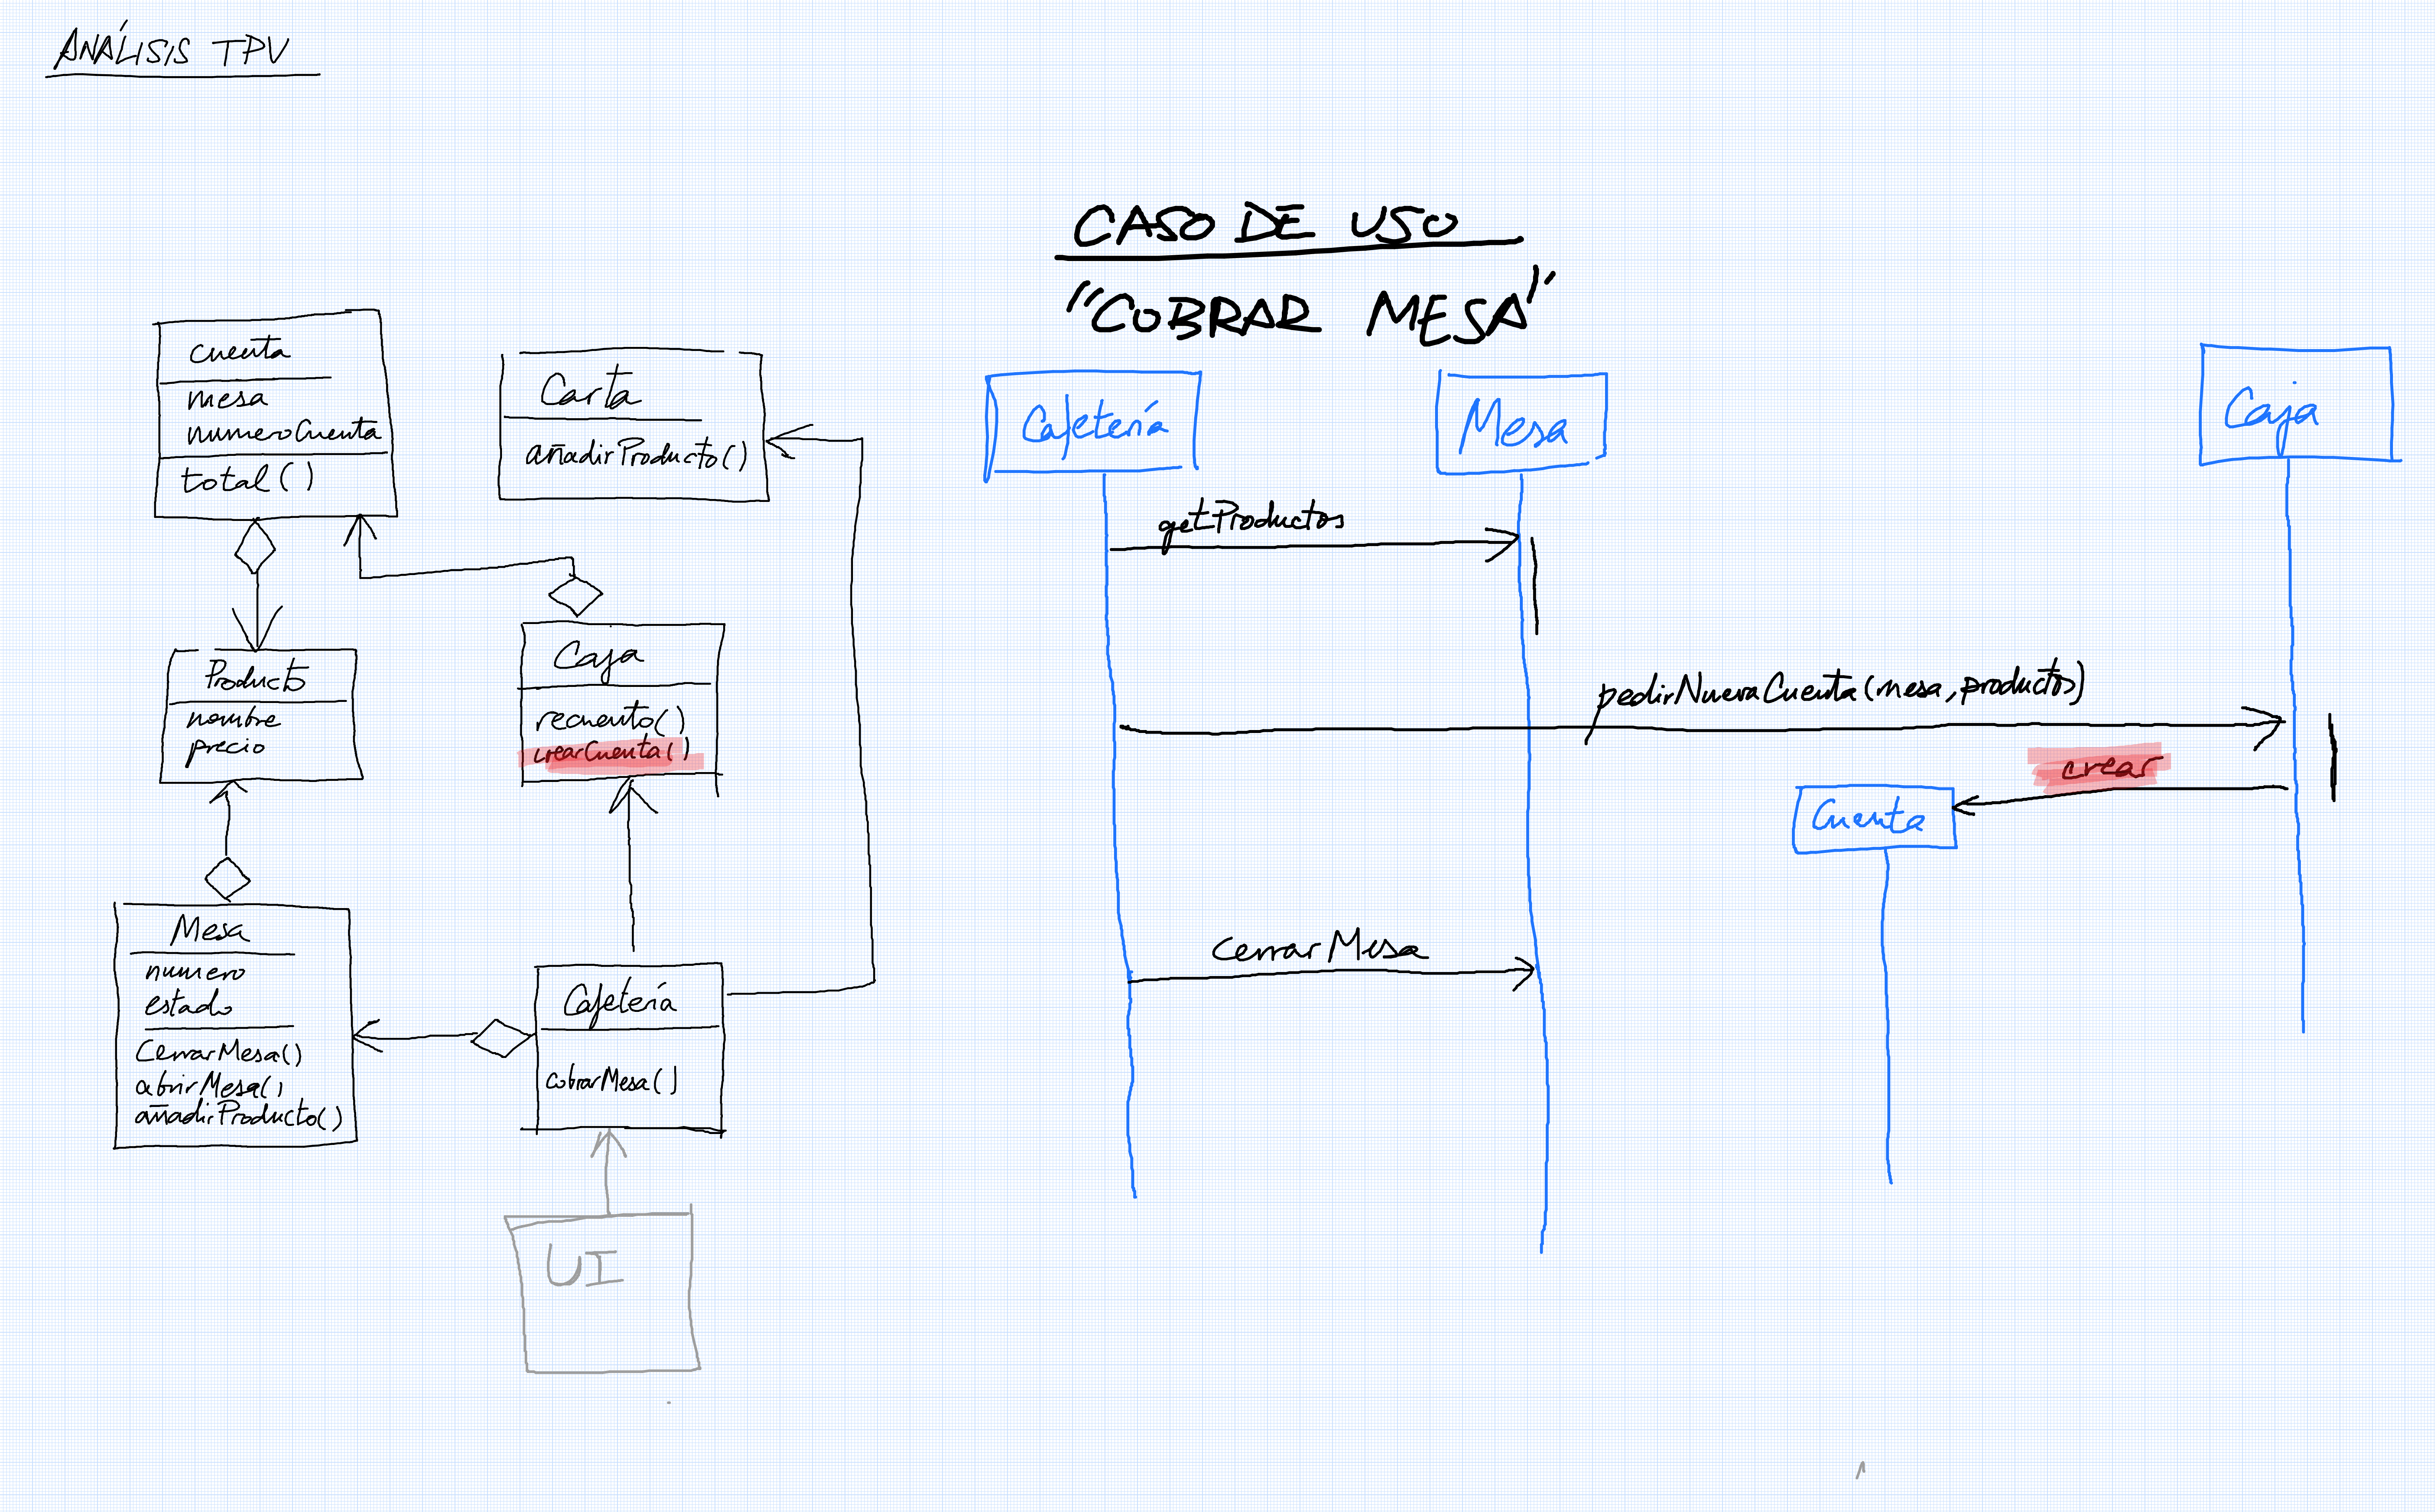 ANÁLISIS TPV
cuenta
mesa
numeroCuenta
total()
Carta
añadirProducto()
Producto
nombre
precio
Caja
recuento()
crearCuenta()
Mesa
numero
estado
CerrarMesa()
abrirMesa()
añadirProducto()
Cafetería
cobrarMesa()
UI
CASO DE USO
"COBRAR MESA"
Cafetería
Mesa
Caja
getProductos
pedirNuevaCuenta(mesa, productos)
crear
Cuenta
cerrarMesa